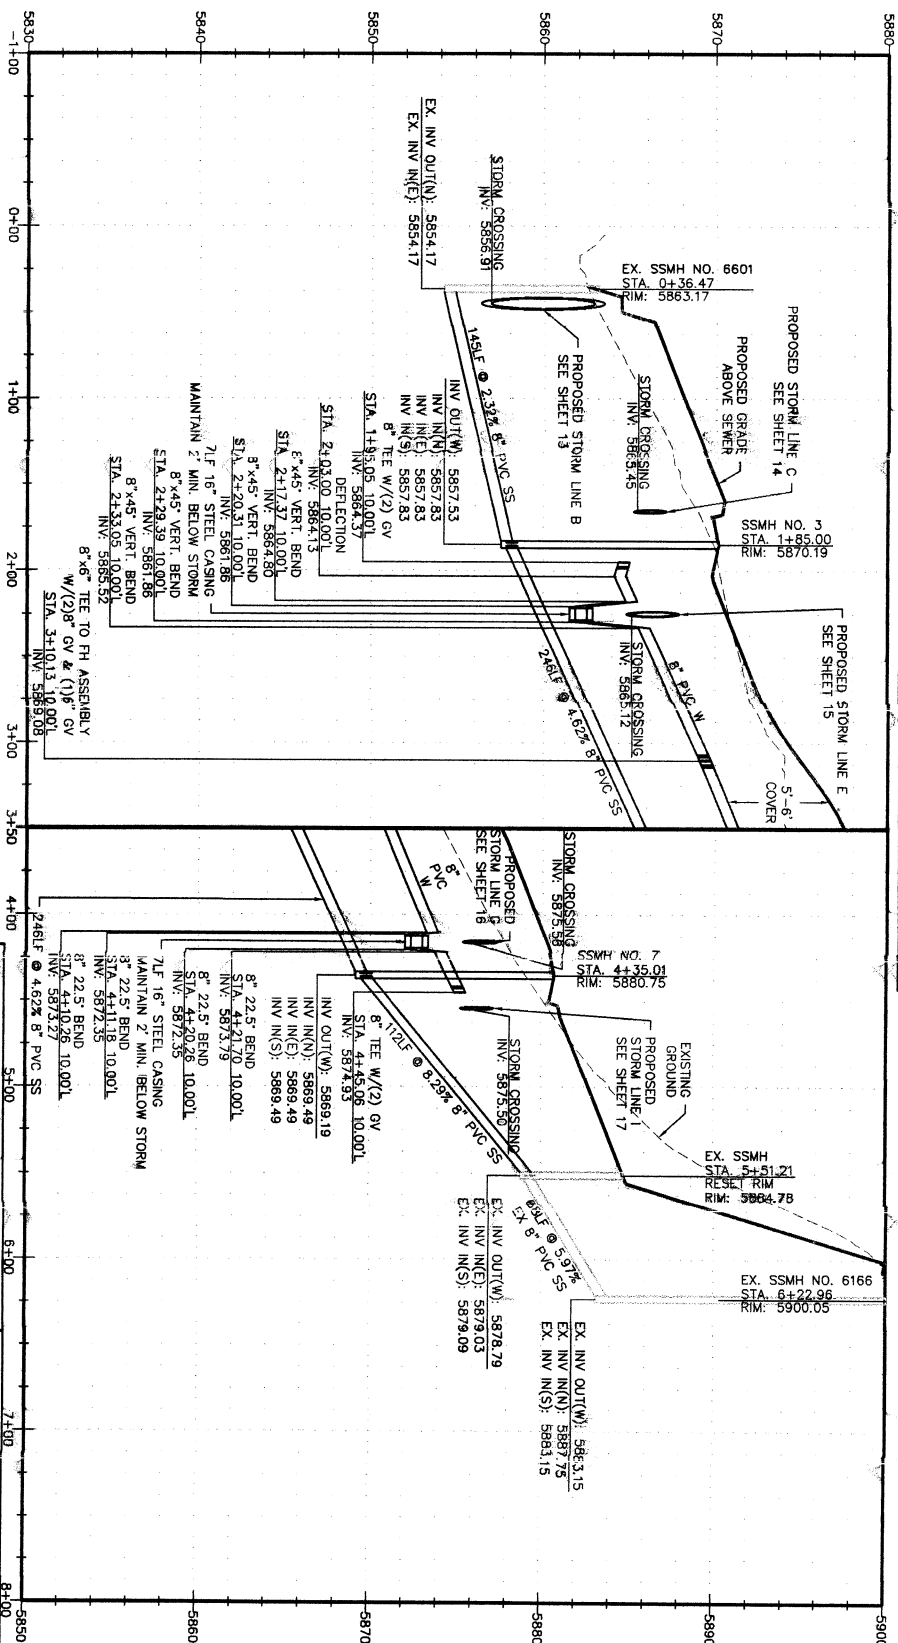 5880
5870
5860
5850
5840
5830
-1+00
0+00
1+00
2+00
3+00
3+50
EX. SSMH NO. 6601
STA. 0+36.47
RIM: 5863.17
PROPOSED STORM LINE C
SEE SHEET 14
PROPOSED GRADE
ABOVE SEWER
STORM CROSSING
INV: 5865.45
SSMH NO. 3
STA. 1+85.00
RIM: 5870.19
PROPOSED STORM LINE E
SEE SHEET 15
5'-6'
COVER
STORM CROSSING
INV: 5856.91
EX. INV OUT(N): 5854.17
EX. INV IN(E): 5854.17
PROPOSED STORM LINE B
SEE SHEET 13
145LF @ 2.32% 8" PVC SS
STORM CROSSING
INV: 5865.12
8" PVC W
246LF @ 4.62% 8" PVC SS
INV OUT(W): 5857.53
INV IN(N): 5857.83
INV IN(E): 5857.83
INV IN(S): 5857.83
8" TEE W/(2) GV
STA. 1+95.05 10.00'L
INV: 5864.37
DEFLECTION
STA. 2+03.00 10.00'L
INV: 5864.13
8"x45° VERT. BEND
STA. 2+17.37 10.00'L
INV: 5864.80
8"x45° VERT. BEND
STA. 2+20.31 10.00'L
INV: 5861.86
7LF 16" STEEL CASING
MAINTAIN 2' MIN. BELOW STORM
8"x45° VERT. BEND
STA. 2+29.39 10.00'L
INV: 5861.86
8"x45° VERT. BEND
STA. 2+33.05 10.00'L
INV: 5865.52
8"x6" TEE TO FH ASSEMBLY
W/(2)8" GV & (1)6" GV
STA. 3+10.13 10.00'L
INV: 5869.08
5900
5890
5880
5870
5860
5850
4+00
5+00
6+00
7+00
8+00
STORM CROSSING
INV: 5875.58
PROPOSED
STORM LINE G
SEE SHEET 16
8"
PVC
W
SSMH NO. 7
STA. 4+35.01
RIM: 5880.75
EXISTING
GROUND
PROPOSED
STORM LINE I
SEE SHEET 17
STORM CROSSING
INV: 5875.50
EX. SSMH
STA. 5+51.21
RESET RIM
RIM: 5884.78
EX. SSMH NO. 6166
STA. 6+22.96
RIM: 5900.05
112LF @ 8.29% 8" PVC SS
68LF @ 5.97%
EX 8" PVC SS
EX. INV OUT(W): 5883.15
EX. INV IN(N): 5887.75
EX. INV IN(S): 5883.15
EX. INV OUT(W): 5878.79
EX. INV IN(E): 5879.03
EX. INV IN(S): 5879.09
8" TEE W/(2) GV
STA. 4+45.06 10.00'L
INV: 5874.93
INV OUT(W): 5869.19
INV IN(N): 5869.49
INV IN(E): 5869.49
INV IN(S): 5869.49
8" 22.5° BEND
STA. 4+21.70 10.00'L
INV: 5873.79
8" 22.5° BEND
STA. 4+20.26 10.00'L
INV: 5872.35
7LF 16" STEEL CASING
MAINTAIN 2' MIN. BELOW STORM
8" 22.5° BEND
STA. 4+11.18 10.00'L
INV: 5872.35
8" 22.5° BEND
STA. 4+10.26 10.00'L
INV: 5873.27
246LF @ 4.62% 8" PVC SS